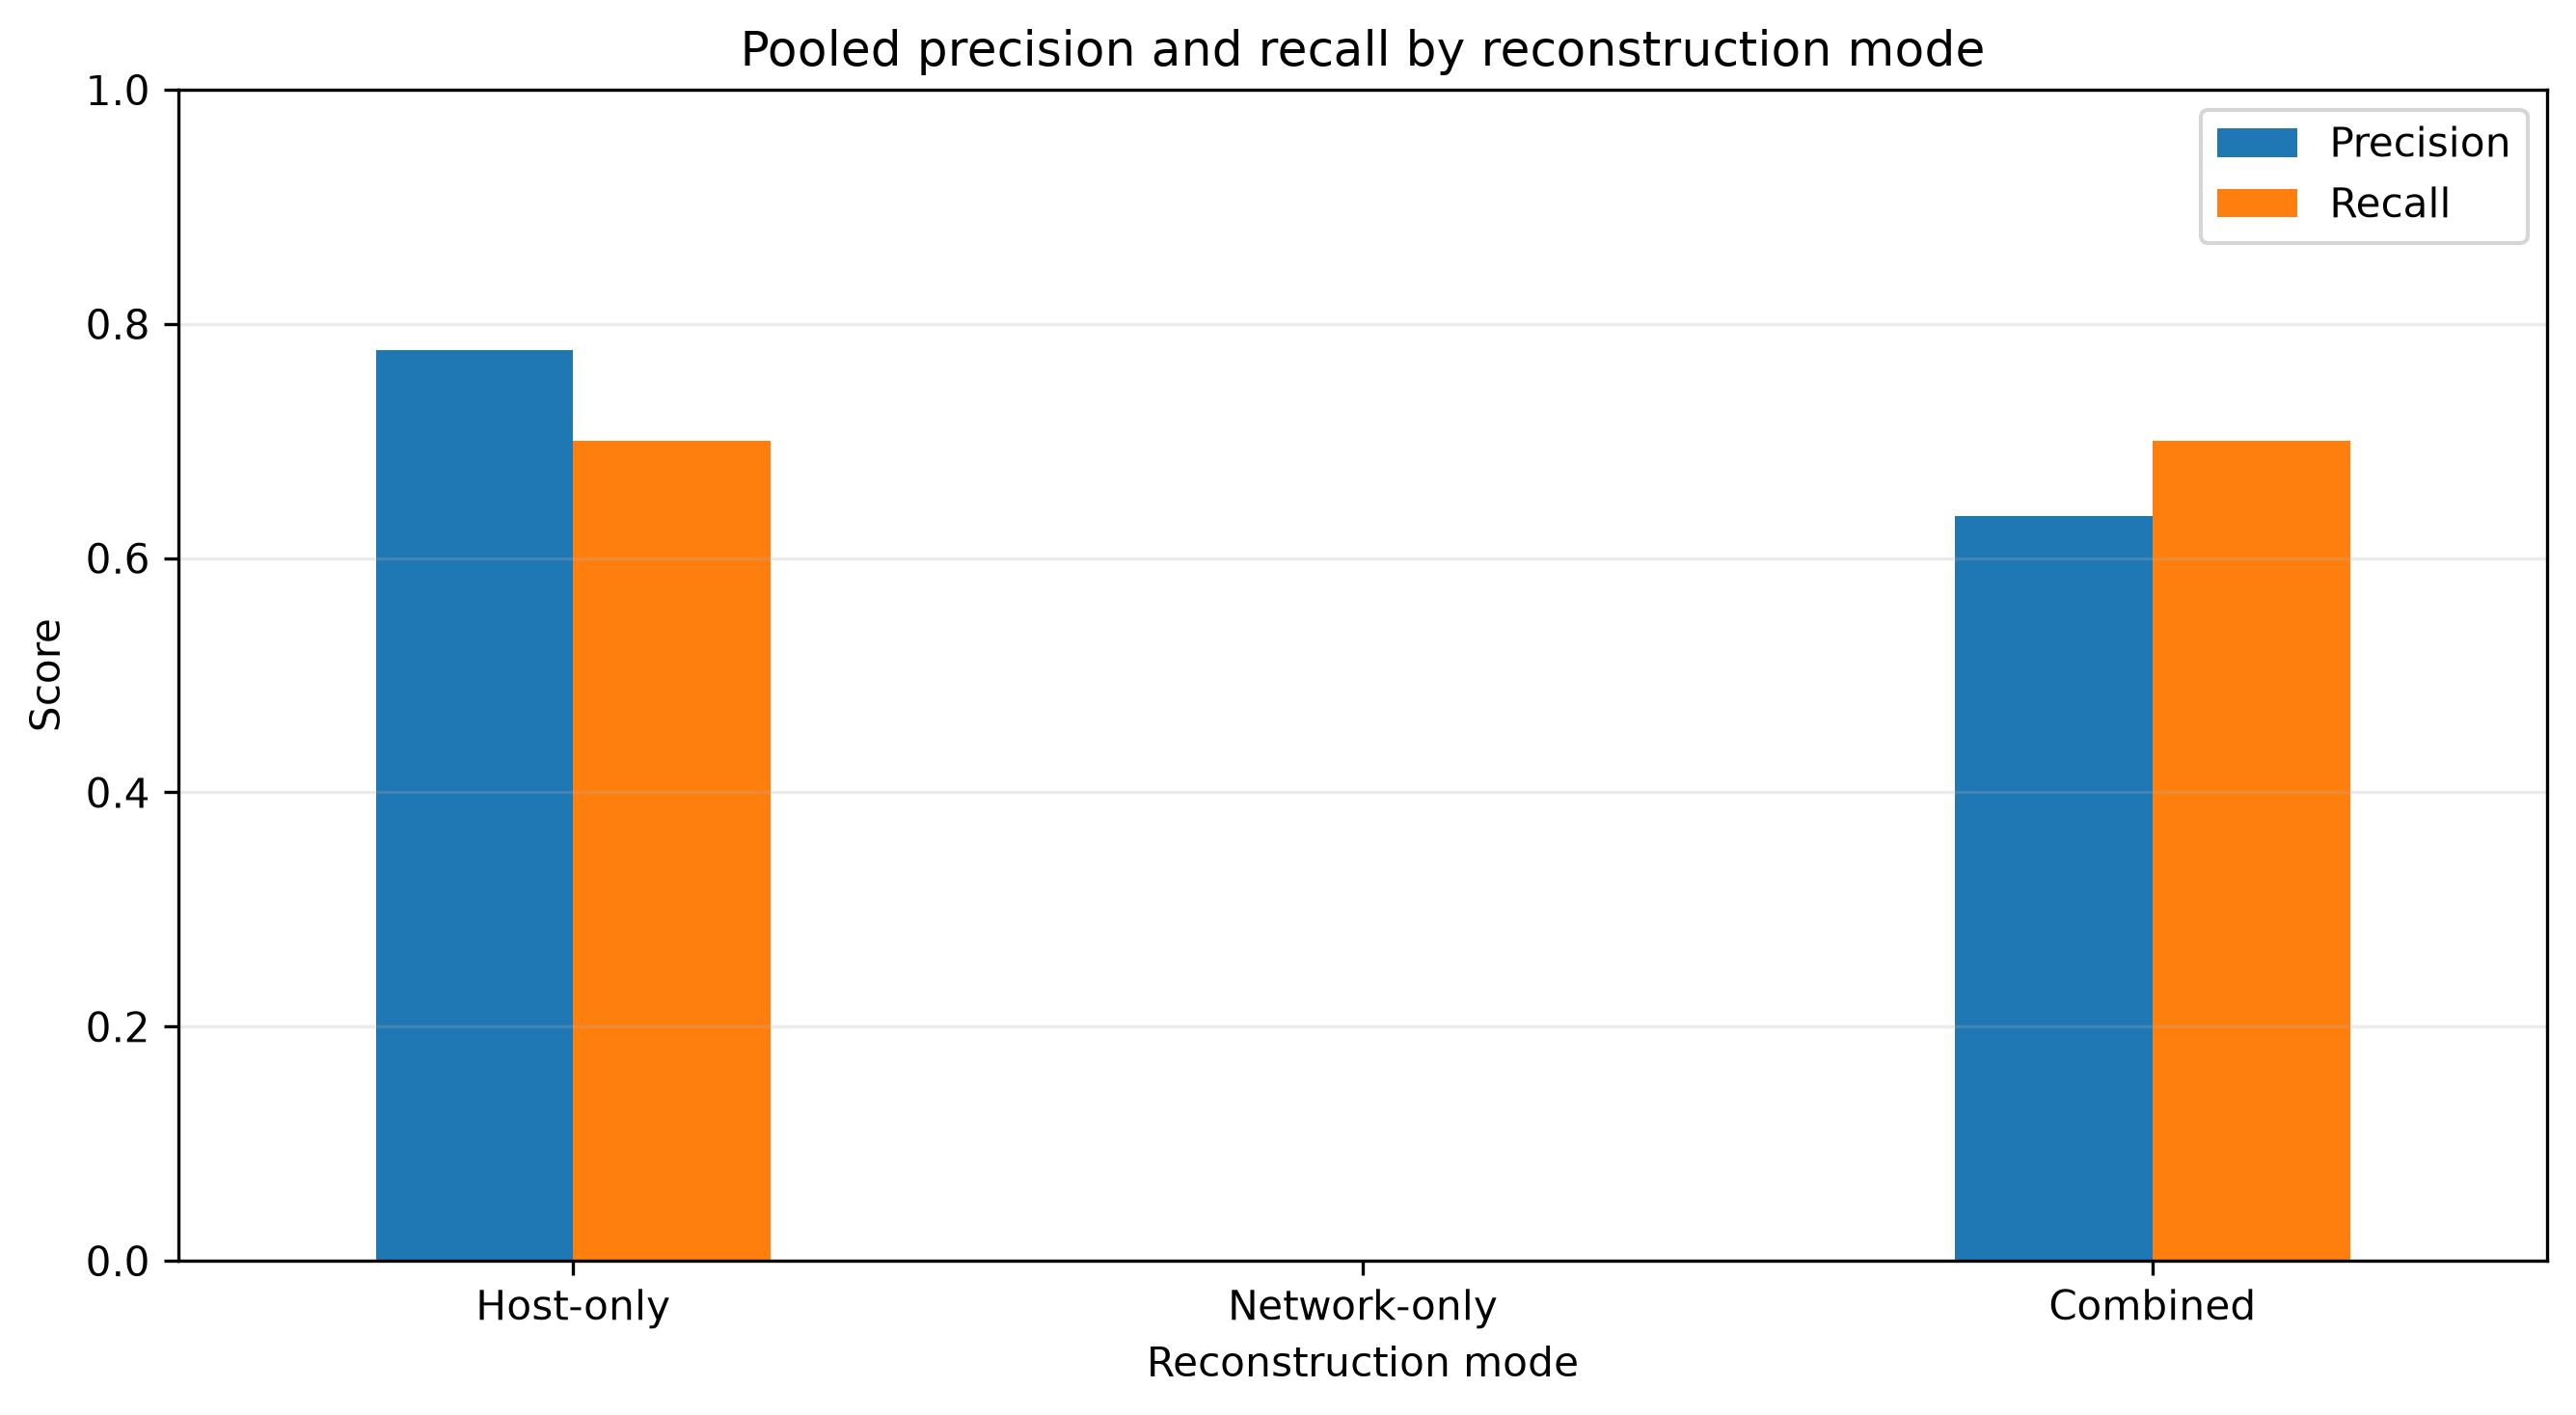 Pooled precision and recall by reconstruction mode
1.0
Precision
Recall
0.8
0.6
Score
0.4
0.2
0.0
Host-only Network-only Combined
Reconstruction mode